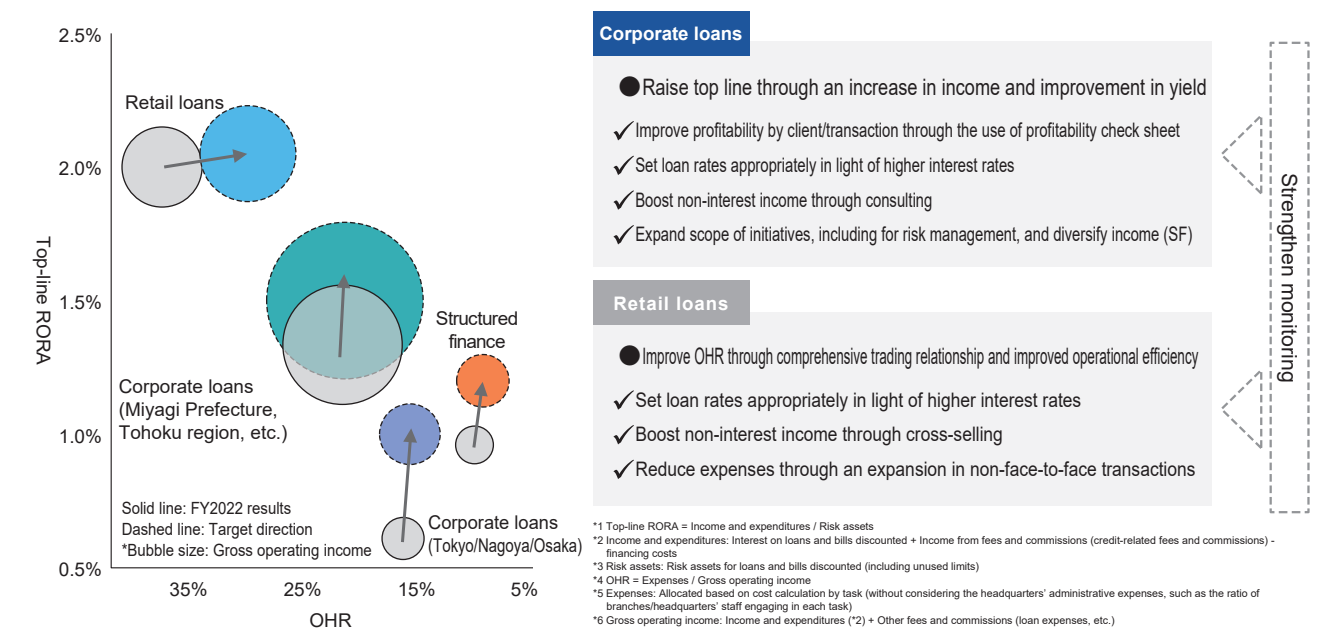 2.5%
2.0%
1.5%
1.0%
0.5%
Top-line RORA
35%
25%
15%
5%
OHR
Retail loans
Structured
finance
Corporate loans
(Miyagi Prefecture,
Tohoku region, etc.)
Corporate loans
(Tokyo/Nagoya/Osaka)
Solid line: FY2022 results
Dashed line: Target direction
*Bubble size: Gross operating income
Corporate loans
●Raise top line through an increase in income and improvement in yield
✓Improve profitability by client/transaction through the use of profitability check sheet
✓Set loan rates appropriately in light of higher interest rates
✓Boost non-interest income through consulting
✓Expand scope of initiatives, including for risk management, and diversify income (SF)
Retail loans
●Improve OHR through comprehensive trading relationship and improved operational efficiency
✓Set loan rates appropriately in light of higher interest rates
✓Boost non-interest income through cross-selling
✓Reduce expenses through an expansion in non-face-to-face transactions
Strengthen monitoring
*1 Top-line RORA = Income and expenditures / Risk assets
*2 Income and expenditures: Interest on loans and bills discounted + Income from fees and commissions (credit-related fees and commissions) -
financing costs
*3 Risk assets: Risk assets for loans and bills discounted (including unused limits)
*4 OHR = Expenses / Gross operating income
*5 Expenses: Allocated based on cost calculation by task (without considering the headquarters' administrative expenses, such as the ratio of
branches/headquarters' staff engaging in each task)
*6 Gross operating income: Income and expenditures (*2) + Other fees and commissions (loan expenses, etc.)